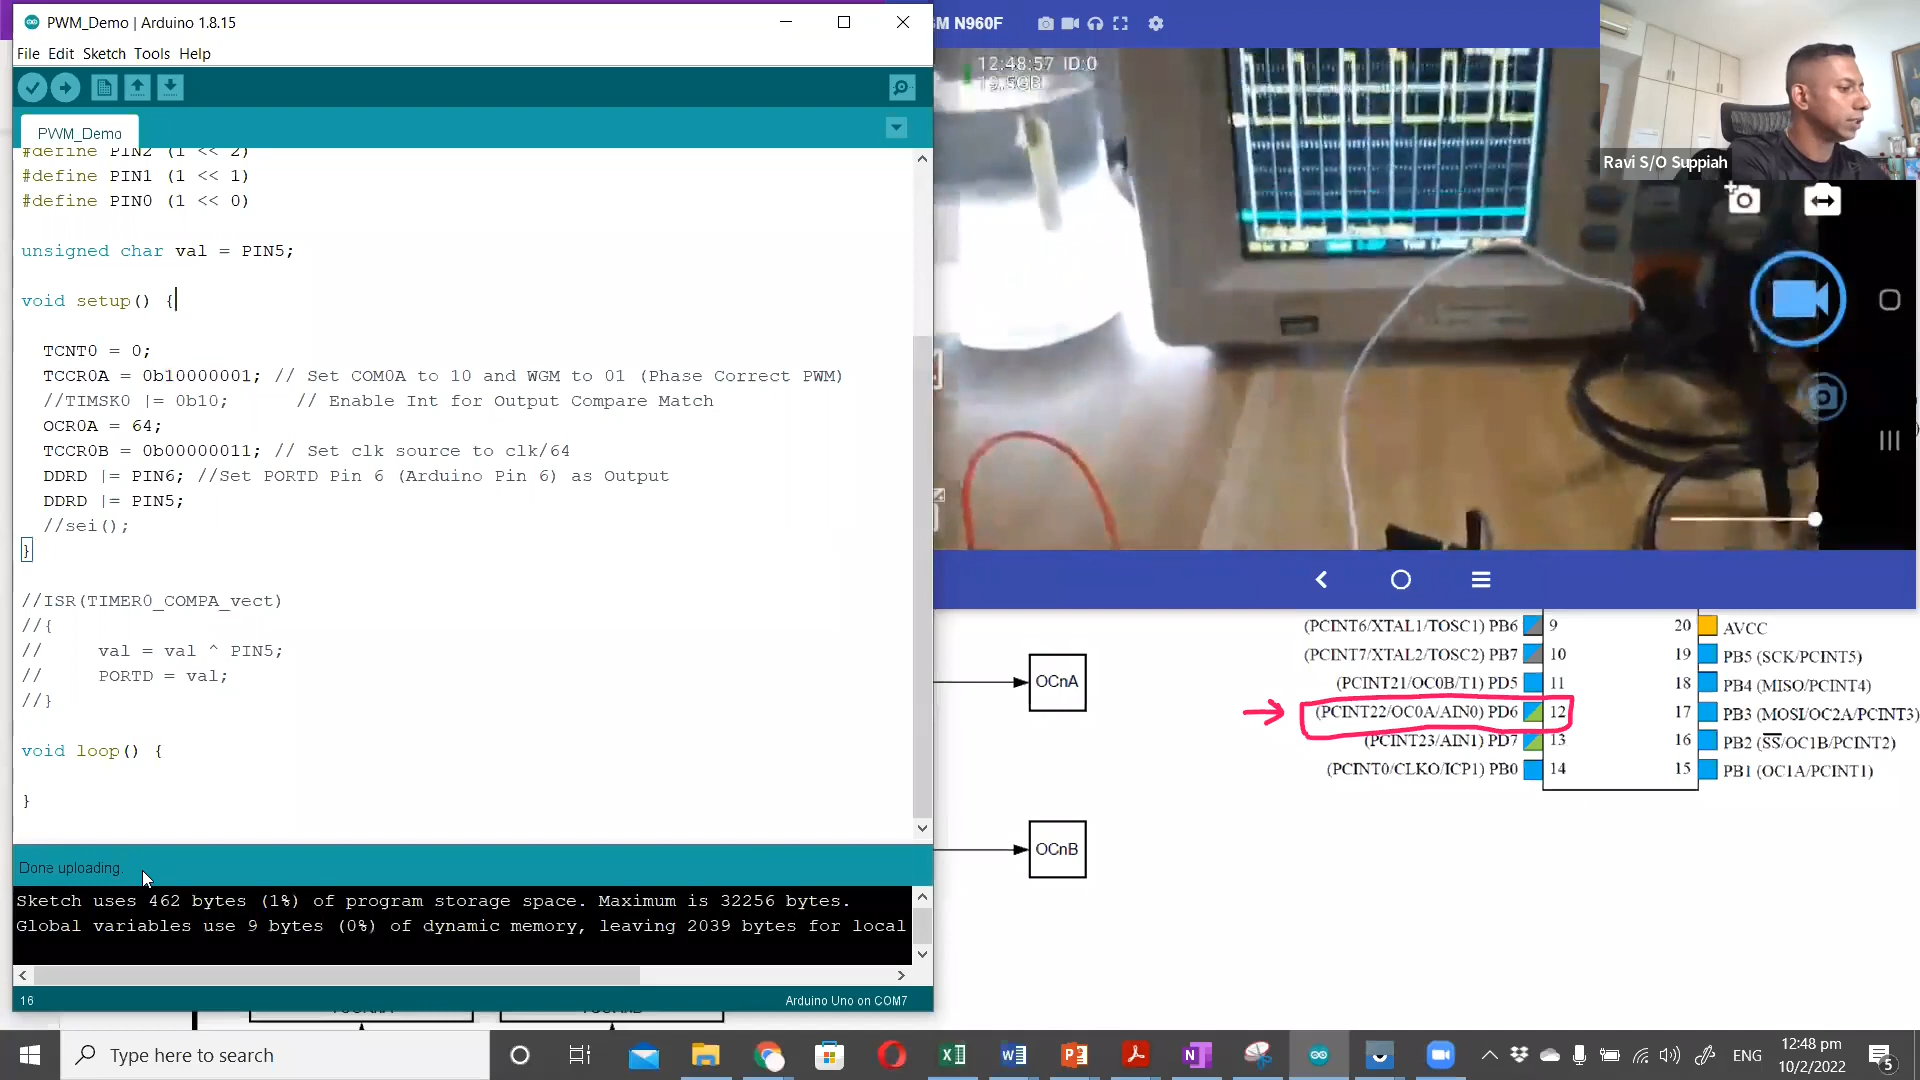 PWM_Demo | Arduino 1.8.15
File Edit Sketch Tools Help
PWM_Demo
#define PIN2 (1 << 2)
#define PIN1 (1 << 1)
#define PIN0 (1 << 0)
unsigned char val = PIN5;
void setup() {
TCNT0 = 0;
TCCR0A = 0b10000001; // Set COM0A to 10 and WGM to 01 (Phase Correct PWM)
//TIMSK0 |= 0b10; // Enable Int for Output Compare Match
OCR0A = 64;
TCCR0B = 0b00000011; // Set clk source to clk/64
DDRD |= PIN6; //Set PORTD Pin 6 (Arduino Pin 6) as Output
DDRD |= PIN5;
//sei();
}
//ISR(TIMER0_COMPA_vect)
//{
// val = val ^ PIN5;
// PORTD = val;
//}
void loop() {
}
Done uploading.
Sketch uses 462 bytes (1%) of program storage space. Maximum is 32256 bytes.
Global variables use 9 bytes (0%) of dynamic memory, leaving 2039 bytes for local
16
Arduino Uno on COM7
N960F
12:48:57 ID:0
19.5GB
Ravi S/O Suppiah
OCnA
OCnB
(PCINT6/XTAL1/TOSC1) PB6 9 20 AVCC
(PCINT7/XTAL2/TOSC2) PB7 10 19 PB5 (SCK/PCINT5)
(PCINT21/OC0B/T1) PD5 11 18 PB4 (MISO/PCINT4)
(PCINT22/OC0A/AIN0) PD6 12 17 PB3 (MOSI/OC2A/PCINT3)
(PCINT23/AIN1) PD7 13 16 PB2 (SS/OC1B/PCINT2)
(PCINT0/CLKO/ICP1) PB0 14 15 PB1 (OC1A/PCINT1)
Type here to search
ENG
12:48 pm
10/2/2022
5